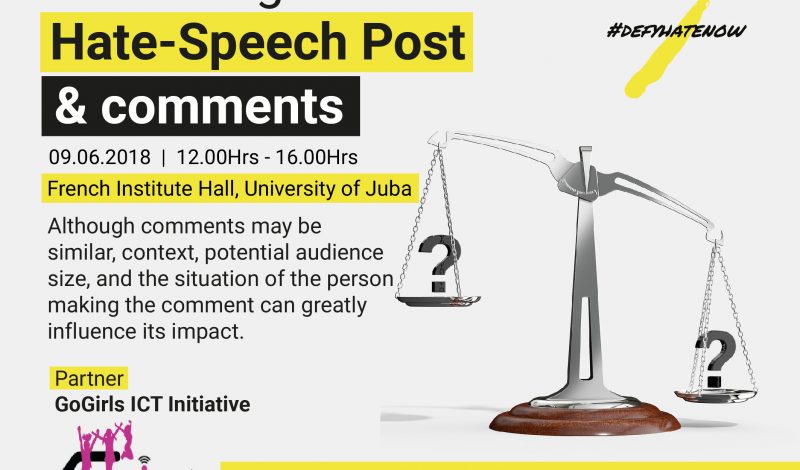 Hate-Speech Post
#DEFYHATENOW
& comments
09.06.2018 | 12.00Hrs - 16.00Hrs
French Institute Hall, University of Juba
Although comments may be
similar, context, potential audience
size, and the situation of the person
making the comment can greatly
influence its impact.
?
?
Partner
GoGirls ICT Initiative